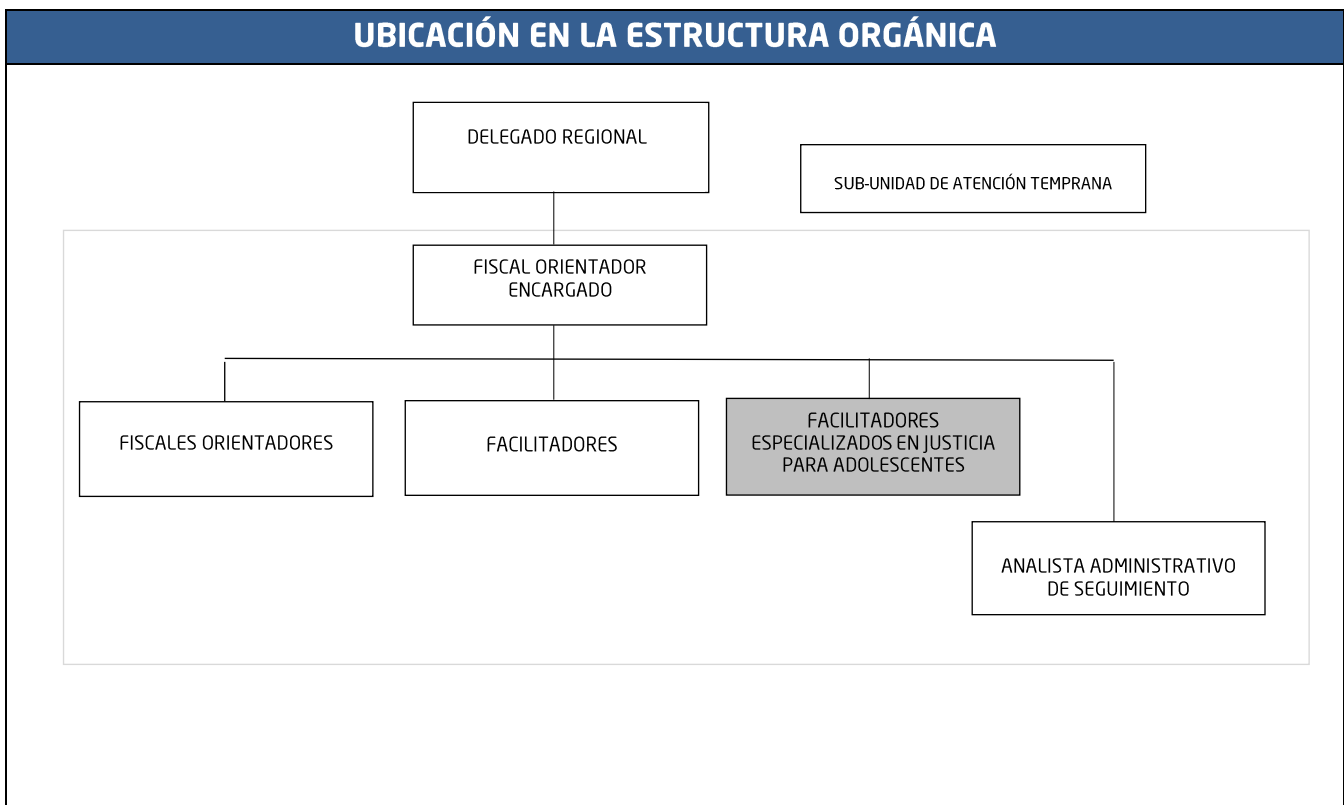 UBICACIÓN EN LA ESTRUCTURA ORGÁNICA
DELEGADO REGIONAL
SUB-UNIDAD DE ATENCIÓN TEMPRANA
FISCAL ORIENTADOR
ENCARGADO
FISCALES ORIENTADORES
FACILITADORES
FACILITADORES
ESPECIALIZADOS EN JUSTICIA
PARA ADOLESCENTES
ANALISTA ADMINISTRATIVO
DE SEGUIMIENTO